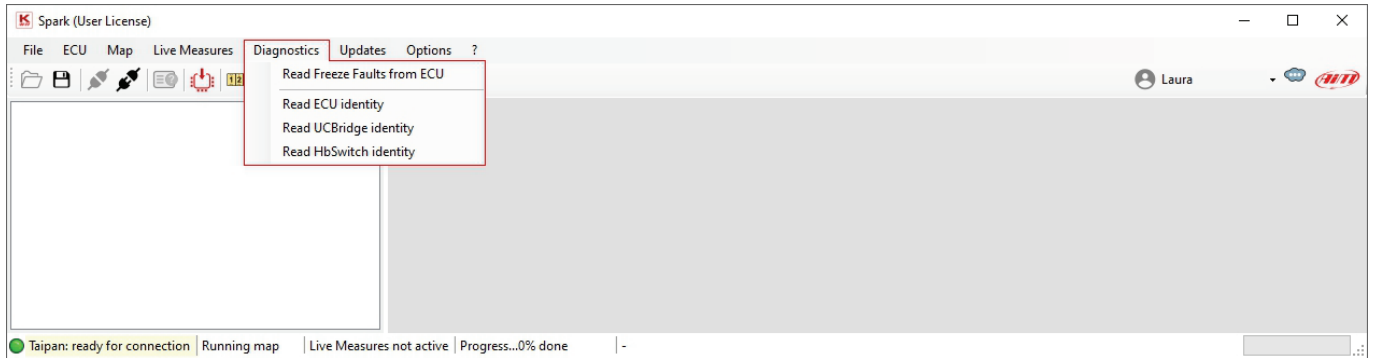 Spark (User License)
File ECU Map Live Measures Diagnostics Updates Options ?
Read Freeze Faults from ECU
Laura
Read ECU identity
Read UCBridge identity
Read HbSwitch identity
Taipan: ready for connection Running map Live Measures not active Progress...0% done -